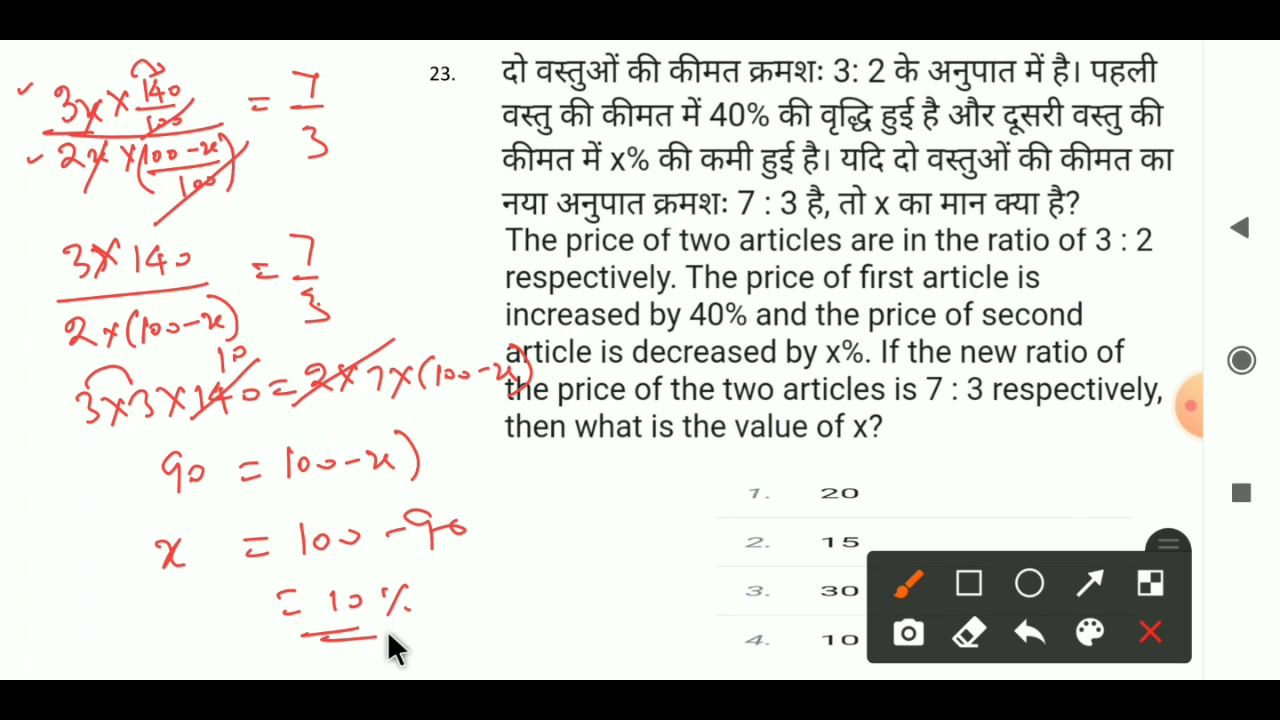 3x × 140/100 / 2x × (100-x/100) = 7/3
3 × 140 / 2 × (100-x) = 7/3
10
3 × 3 × 140 = 2 × 7 × (100-x)
90 = 100-x)
x = 100 - 90
= 10 %
23.
दो वस्तुओं की कीमत क्रमशः 3: 2 के अनुपात में है। पहली
वस्तु की कीमत में 40% की वृद्धि हुई है और दूसरी वस्तु की
कीमत में x% की कमी हुई है। यदि दो वस्तुओं की कीमत का
नया अनुपात क्रमशः 7 : 3 है, तो x का मान क्या है?
The price of two articles are in the ratio of 3 : 2
respectively. The price of first article is
increased by 40% and the price of second
article is decreased by x%. If the new ratio of
the price of the two articles is 7 : 3 respectively,
then what is the value of x?
1. 20
2. 15
3. 30
4. 10